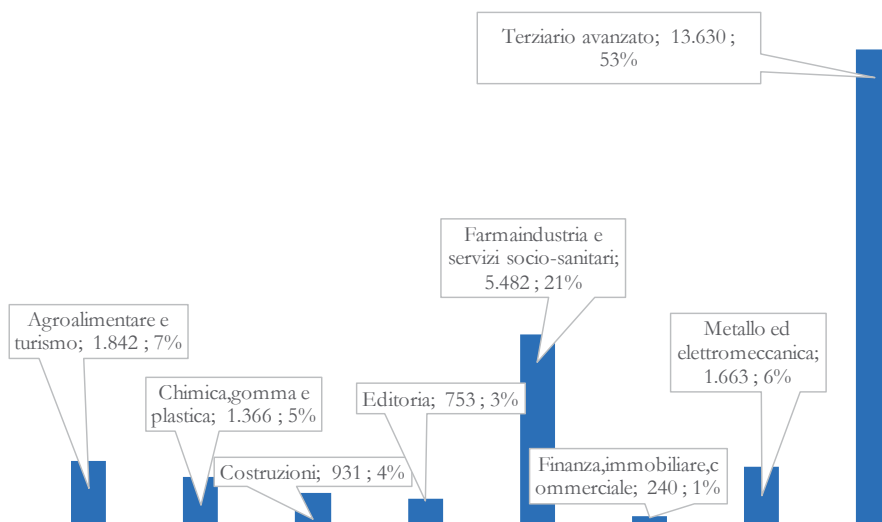 Terziario avanzato; 13.630 ;
53%
Farmaindustria e
servizi socio-sanitari;
5.482 ; 21%
Agroalimentare e
turismo; 1.842 ; 7%
Metallo ed
elettromeccanica;
1.663 ; 6%
Chimica,gomma e
plastica; 1.366 ; 5%
Editoria; 753 ; 3%
Costruzioni; 931 ; 4%
Finanza,immobiliare,c
ommerciale; 240 ; 1%